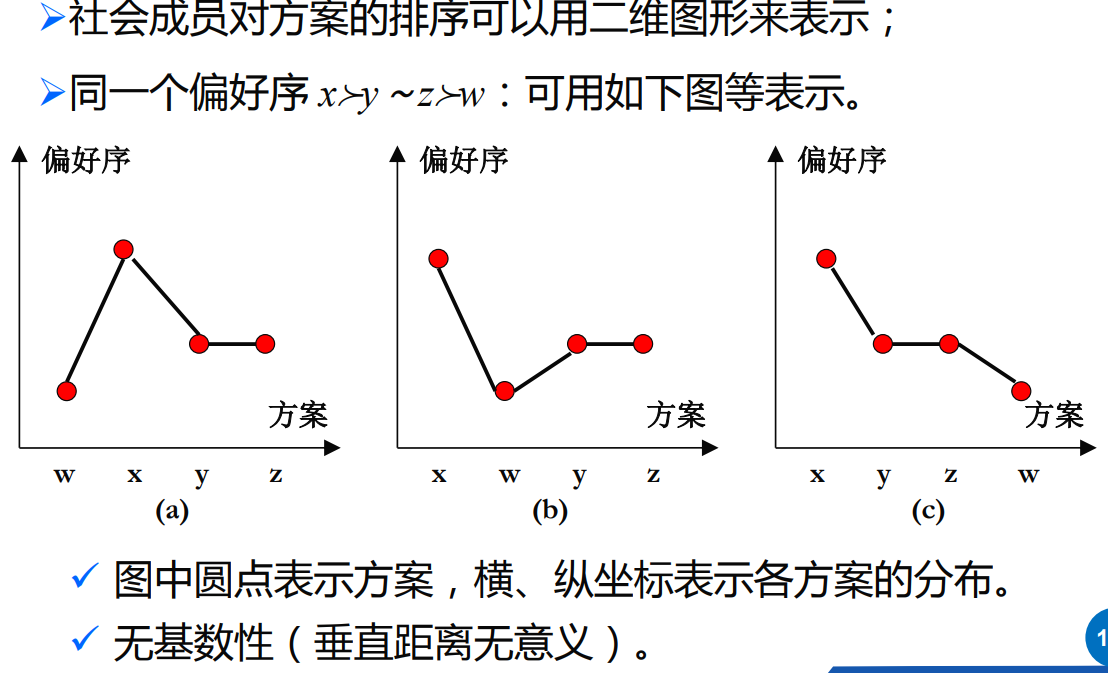 ➢社会成员对方案的排序可以用二维图形来表示；
➢同一个偏好序 x≻y ~z≻w：可用如下图等表示。
偏好序 偏好序 偏好序
方案 方案 方案
w x y z x w y z x y z w
(a) (b) (c)
✓ 图中圆点表示方案，横、纵坐标表示各方案的分布。
✓ 无基数性（垂直距离无意义）。
1